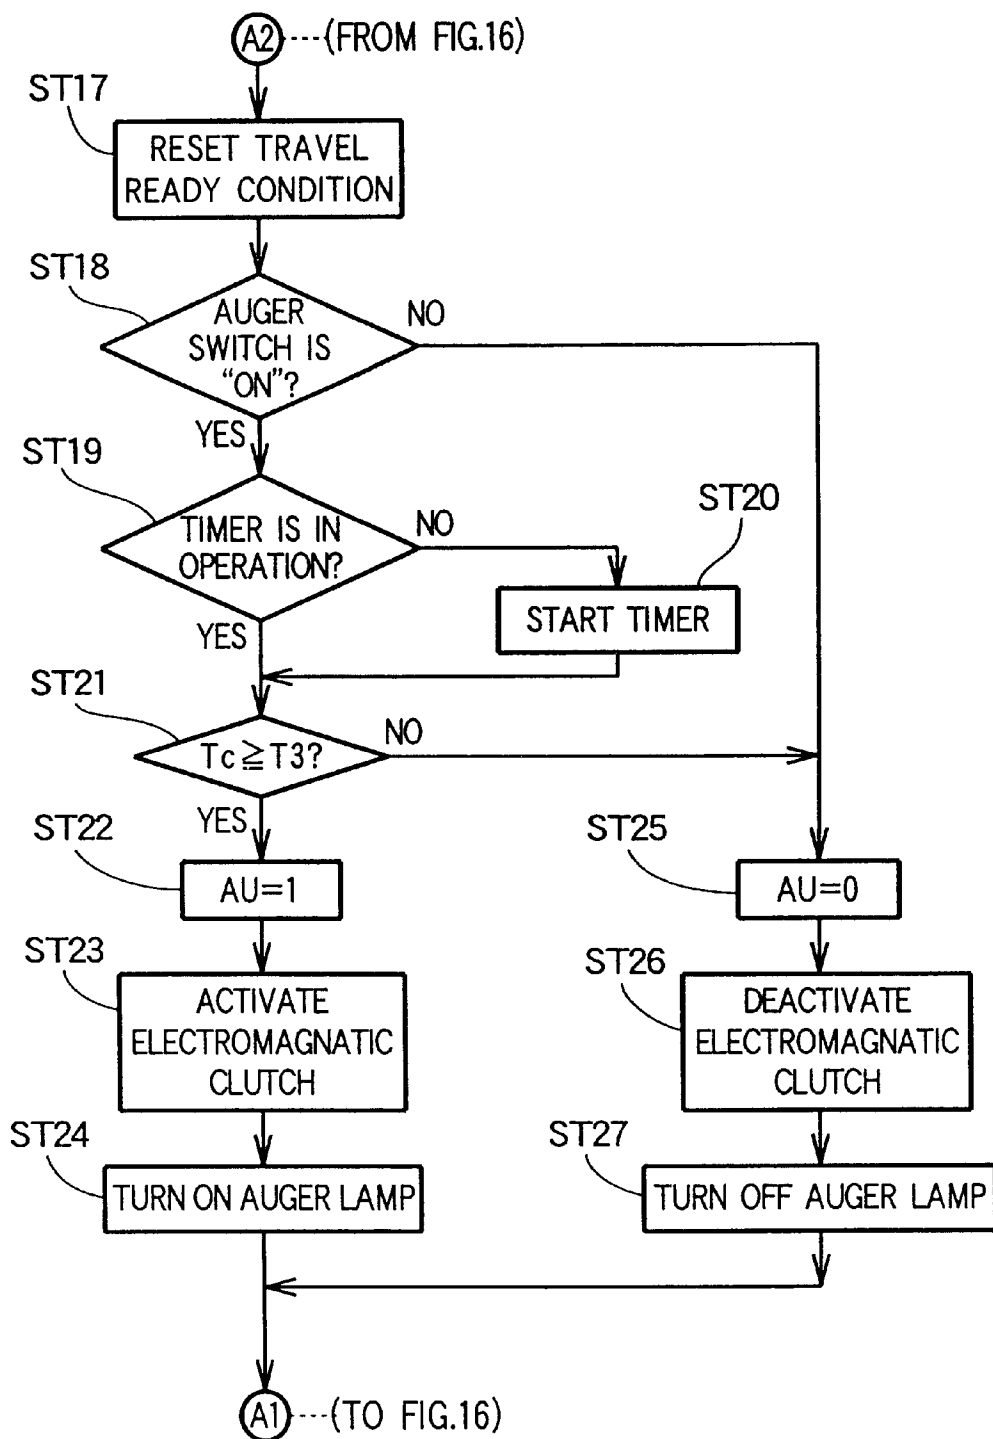 A2 (FROM FIG.16)
ST17
RESET TRAVEL
READY CONDITION
ST18
AUGER
SWITCH IS
“ON”?
NO
YES
ST19
TIMER IS IN
OPERATION?
NO
ST20
START TIMER
YES
ST21
Tc≧T3?
NO
YES
ST22
AU=1
ST25
AU=0
ST23
ACTIVATE
ELECTROMAGNATIC
CLUTCH
ST26
DEACTIVATE
ELECTROMAGNATIC
CLUTCH
ST24
TURN ON AUGER LAMP
ST27
TURN OFF AUGER LAMP
A1 (TO FIG.16)